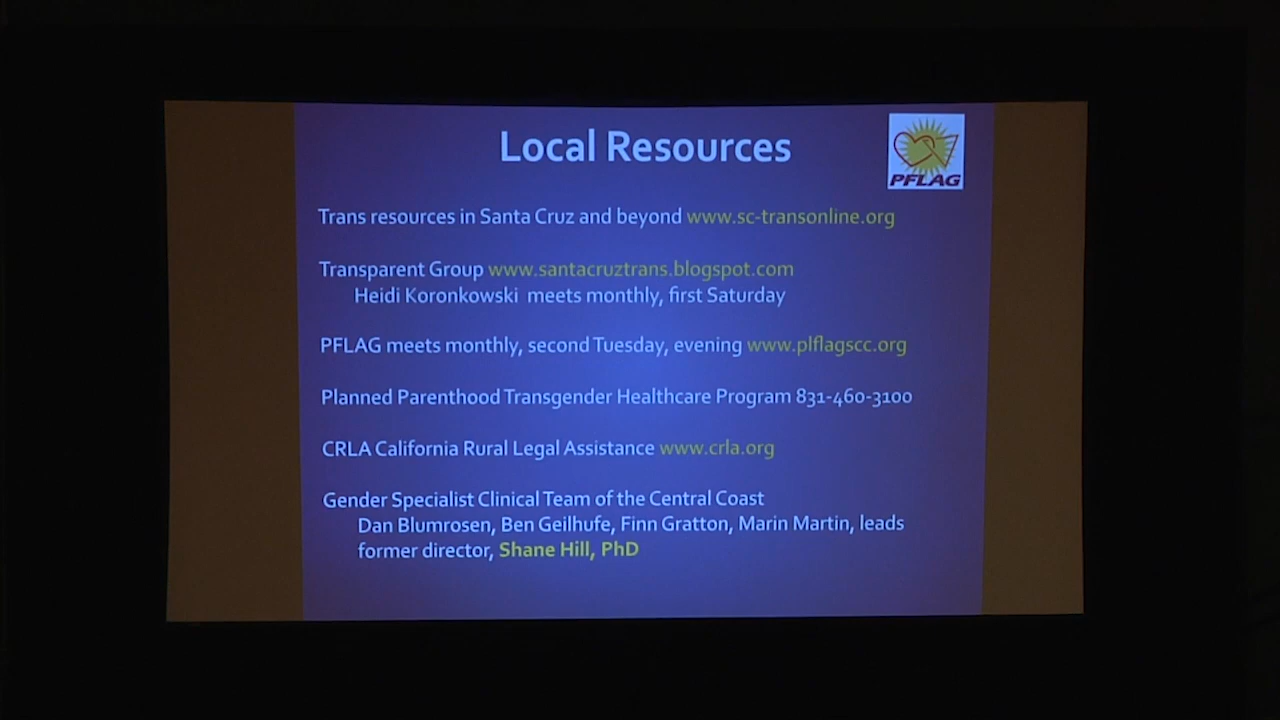 Local Resources
PFLAG
Trans resources in Santa Cruz and beyond www.sc-transonline.org
Transparent Group www.santacruztrans.blogspot.com
Heidi Koronkowski meets monthly, first Saturday
PFLAG meets monthly, second Tuesday, evening www.plflagscc.org
Planned Parenthood Transgender Healthcare Program 831-460-3100
CRLA California Rural Legal Assistance www.crla.org
Gender Specialist Clinical Team of the Central Coast
Dan Blumrosen, Ben Geilhufe, Finn Gratton, Marin Martin, leads
former director, Shane Hill, PhD